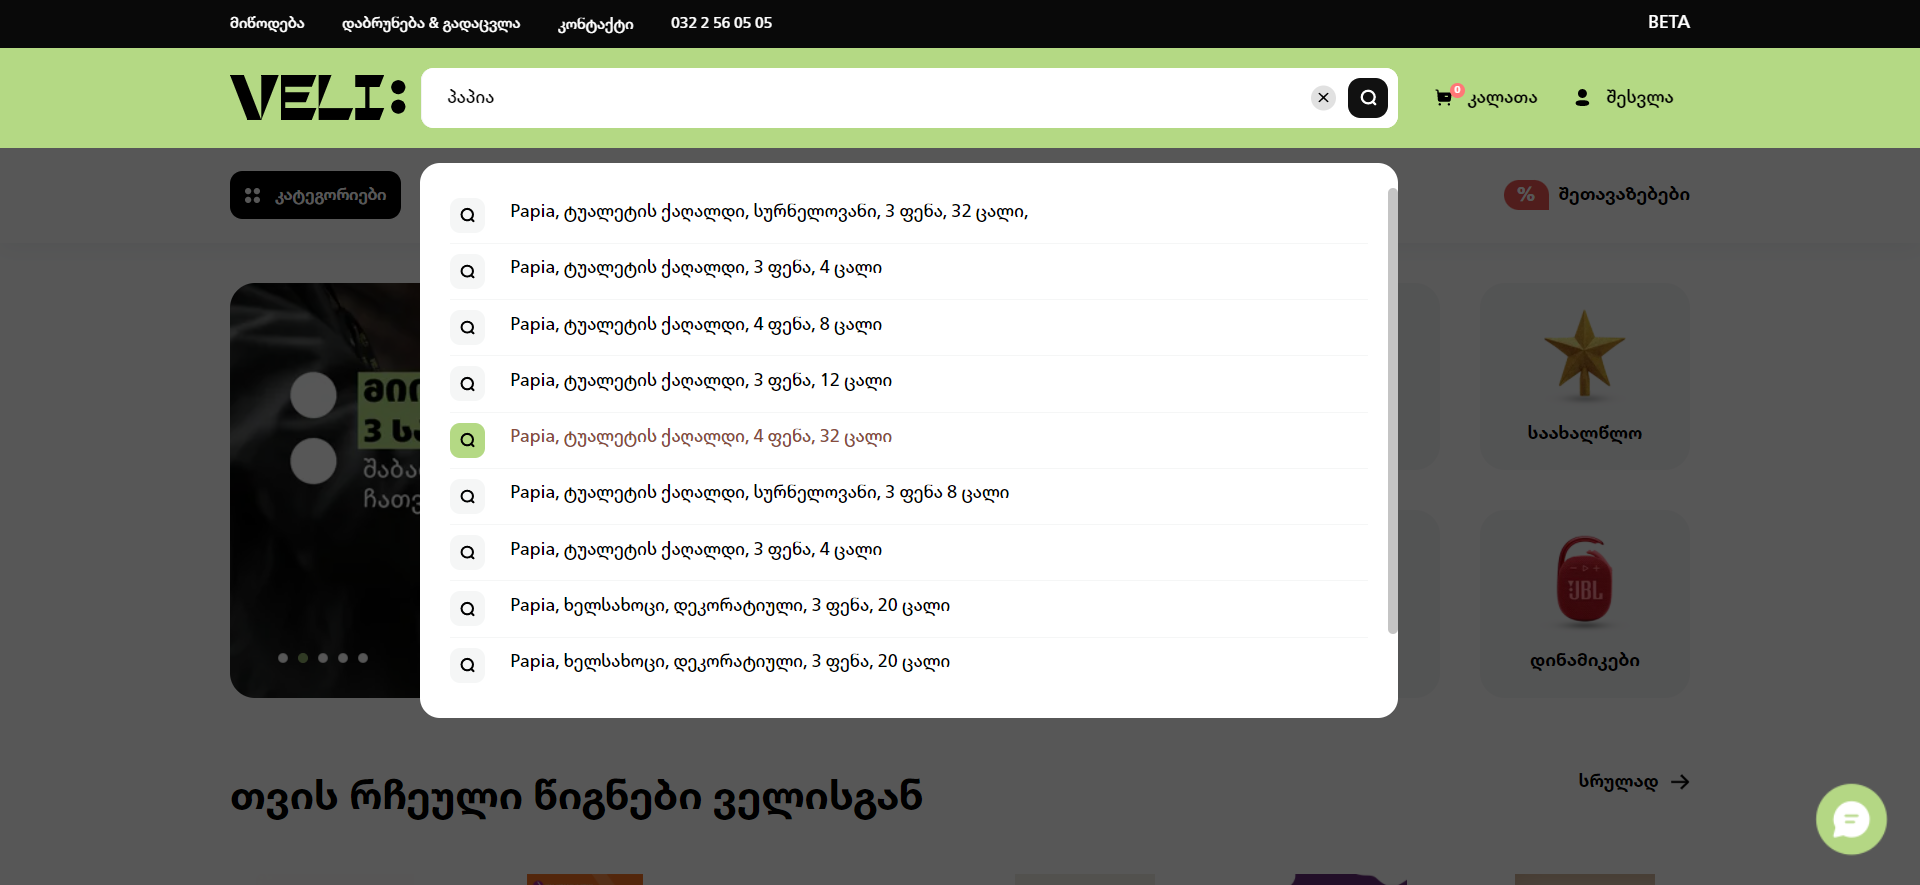 მიწოდება
დაბრუნება & გადაცვლა
კონტაქტი
032 2 56 05 05
BETA
VELI:
პაპია
0
კალათა
შესვლა
კატეგორიები
%
შეთავაზებები
Papia, ტუალეტის ქაღალდი, სურნელოვანი, 3 ფენა, 32 ცალი,
Papia, ტუალეტის ქაღალდი, 3 ფენა, 4 ცალი
Papia, ტუალეტის ქაღალდი, 4 ფენა, 8 ცალი
Papia, ტუალეტის ქაღალდი, 3 ფენა, 12 ცალი
Papia, ტუალეტის ქაღალდი, 4 ფენა, 32 ცალი
Papia, ტუალეტის ქაღალდი, სურნელოვანი, 3 ფენა 8 ცალი
Papia, ტუალეტის ქაღალდი, 3 ფენა, 4 ცალი
Papia, ხელსახოცი, დეკორატიული, 3 ფენა, 20 ცალი
Papia, ხელსახოცი, დეკორატიული, 3 ფენა, 20 ცალი
3
საახალწლო
JBL
დინამიკები
თვის რჩეული წიგნები ველისგან
სრულად